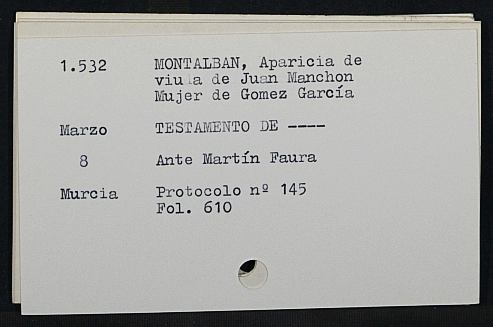 1.532 MONTALBAN, Aparicia de
viuda de Juan Manchon
Mujer de Gomez García
Marzo TESTAMENTO DE ----
8 Ante Martín Faura
Murcia Protocolo nº 145
Fol. 610